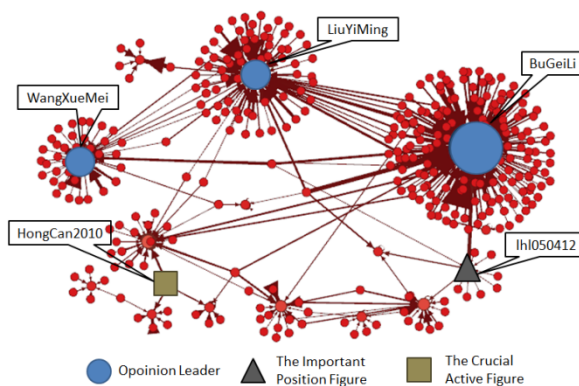 LiuYiMing
BuGeiLi
WangXueMei
HongCan2010
lhl050412
Opoinion Leader
The Important
Position Figure
The Crucial
Active Figure